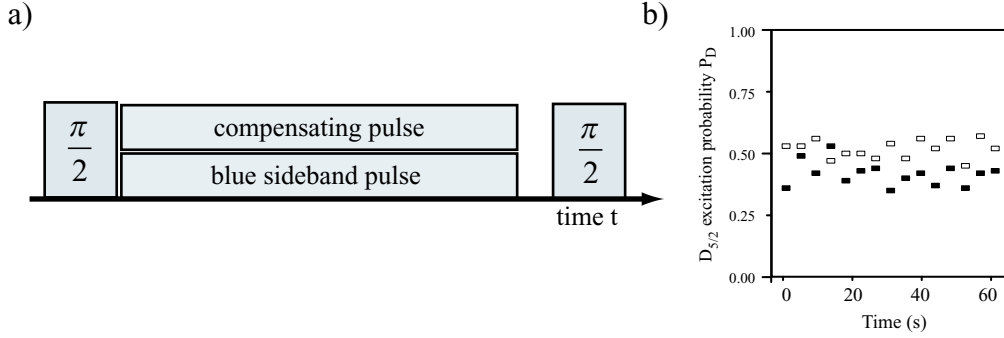 a)
π
2
compensating pulse
blue sideband pulse
π
2
time t
b)
D5/2 excitation probability PD
1.00
0.75
0.50
0.25
0.00
0 20 40 60
Time (s)